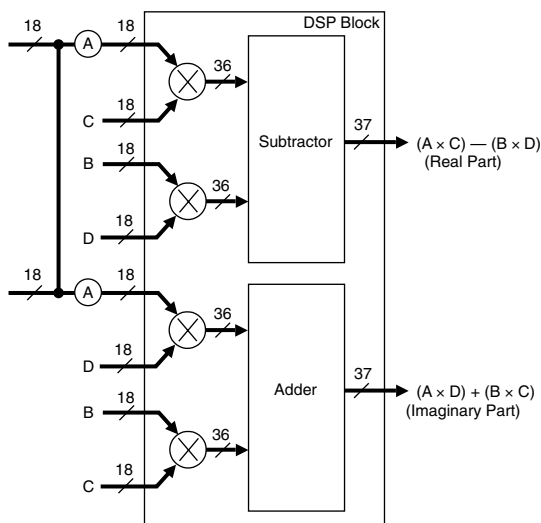 DSP Block
18
A
18
36
C
18
Subtractor
37
(A × C) — (B × D)
(Real Part)
B
18
36
D
18
18
A
18
36
D
18
Adder
37
(A × D) + (B × C)
(Imaginary Part)
B
18
36
C
18